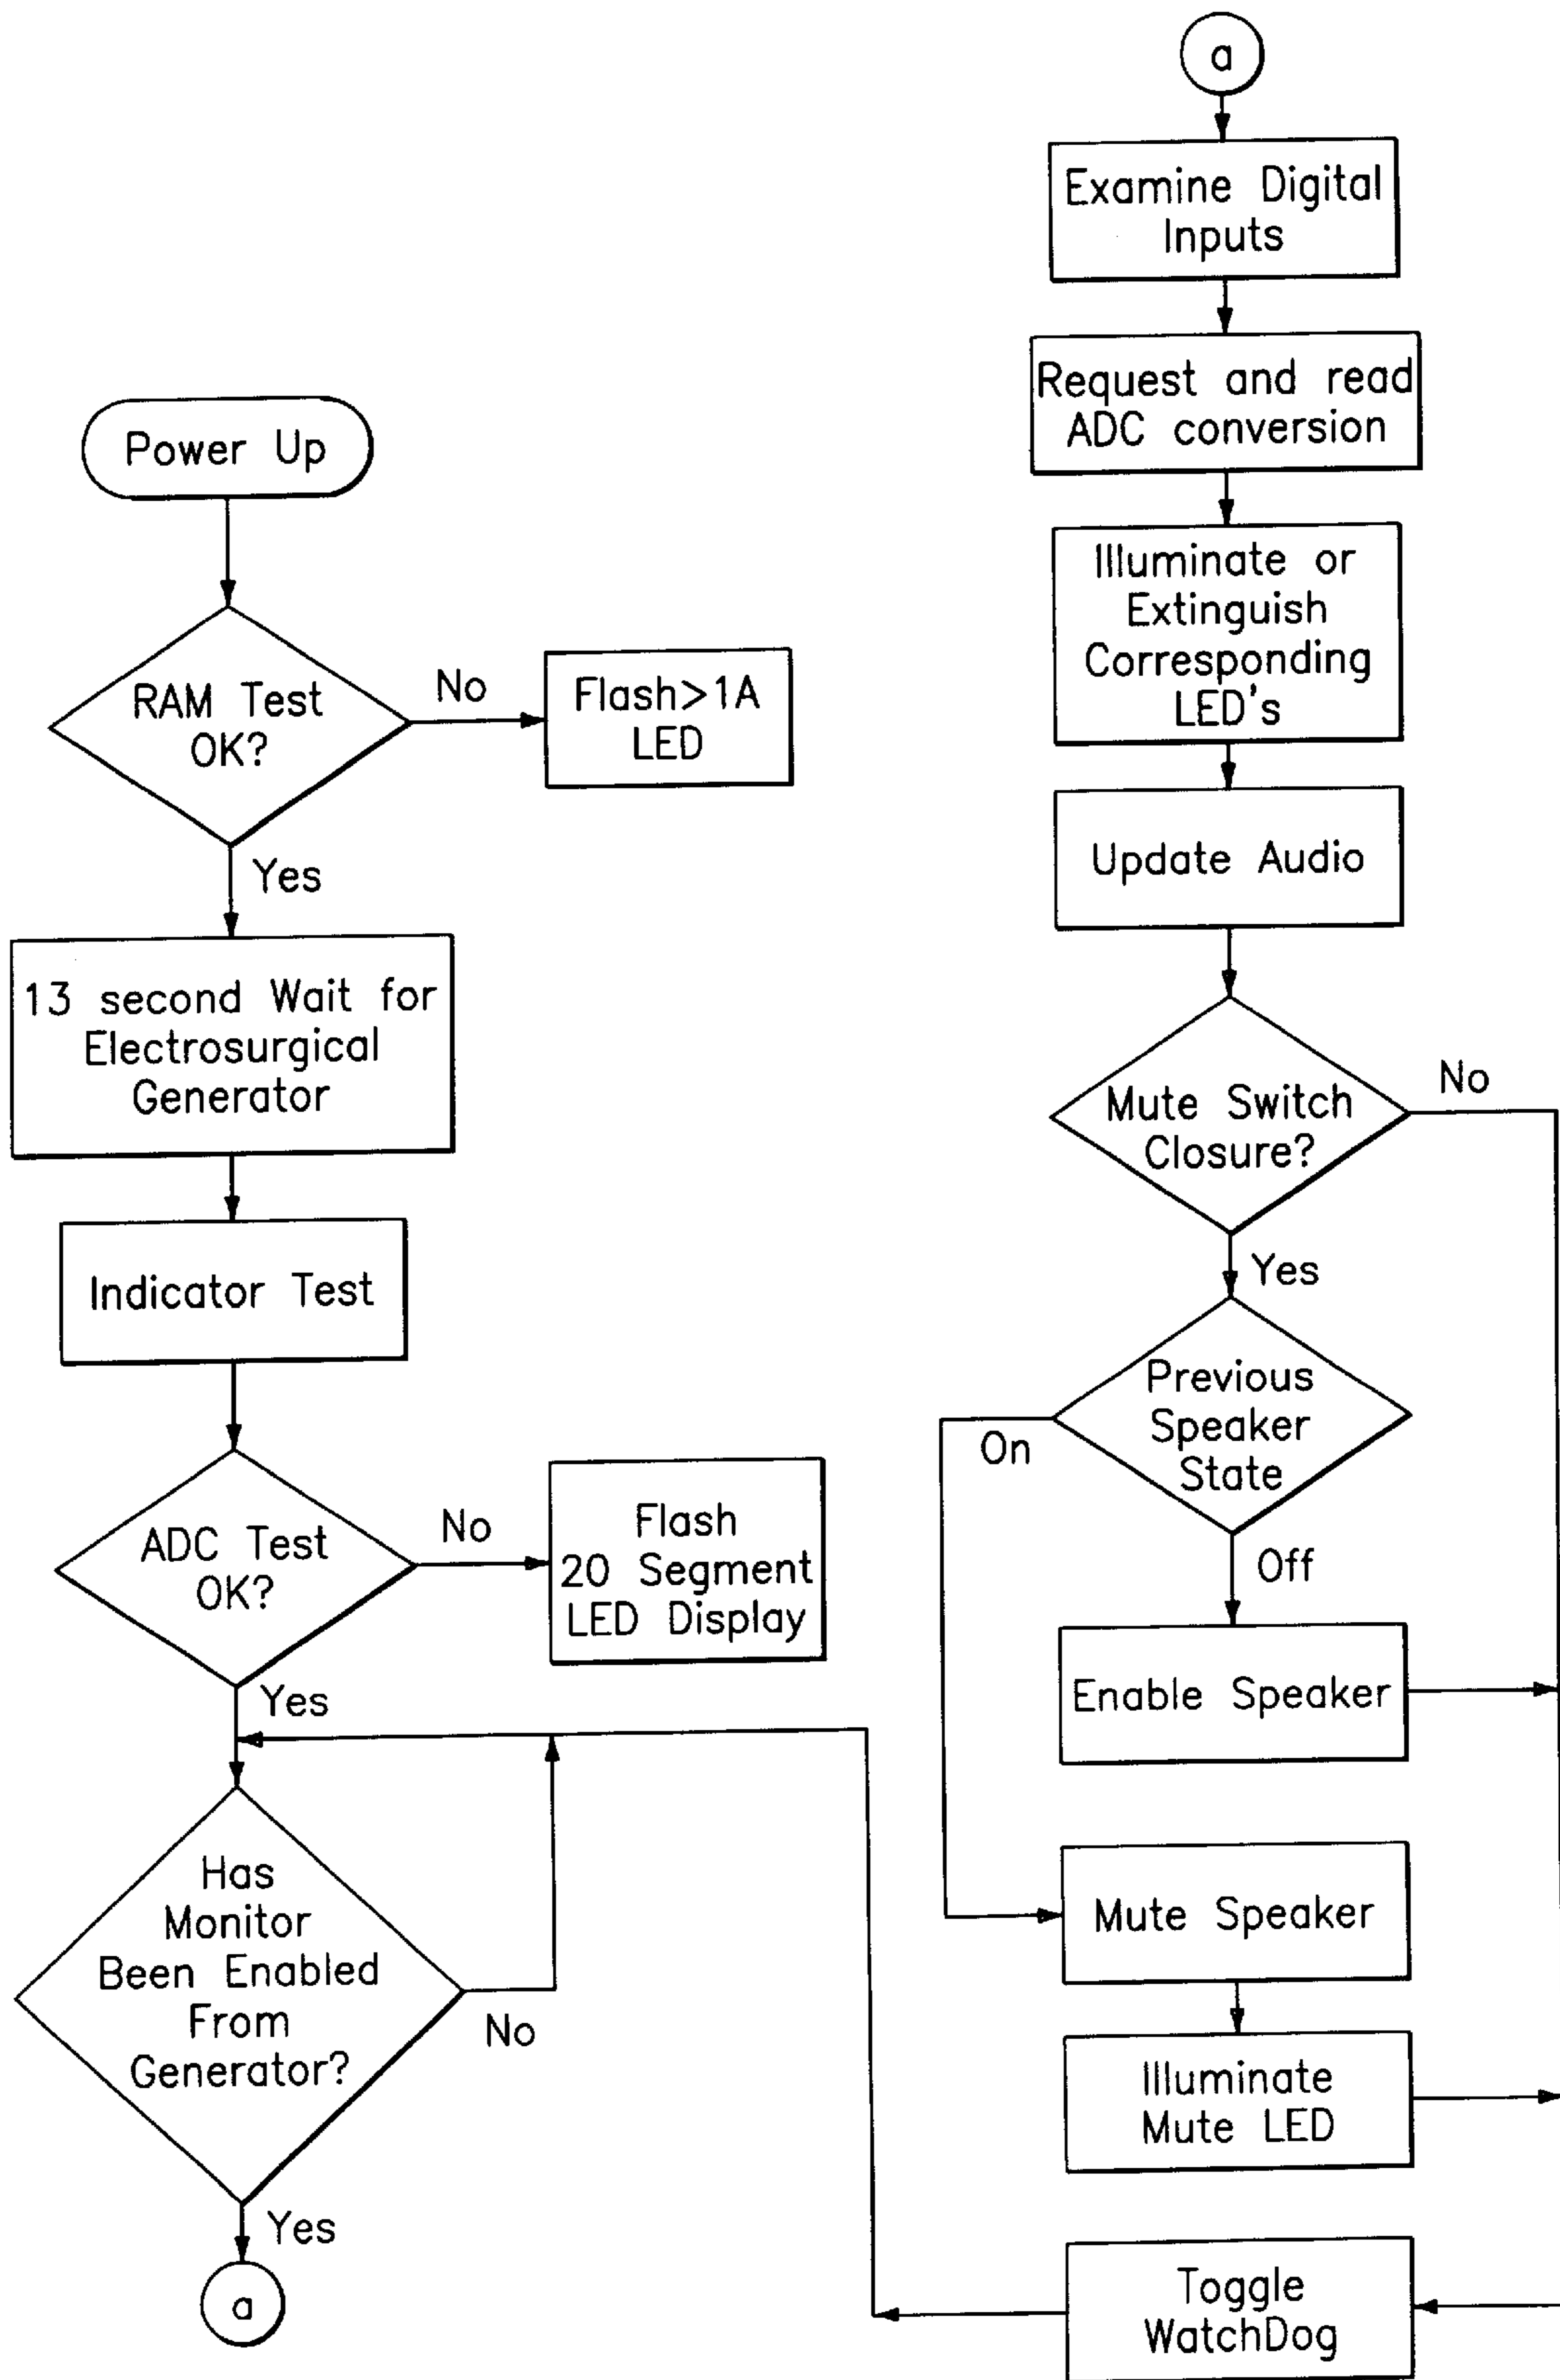 Power Up
RAM Test
OK?
No
Flash>1A
LED
Yes
13 second Wait for
Electrosurgical
Generator
Indicator Test
ADC Test
OK?
No
Flash
20 Segment
LED Display
Yes
Has
Monitor
Been Enabled
From
Generator?
No
Yes
a
a
Examine Digital
Inputs
Request and read
ADC conversion
Illuminate or
Extinguish
Corresponding
LED's
Update Audio
Mute Switch
Closure?
No
Yes
Previous
Speaker
State
On
Off
Enable Speaker
Mute Speaker
Illuminate
Mute LED
Toggle
WatchDog